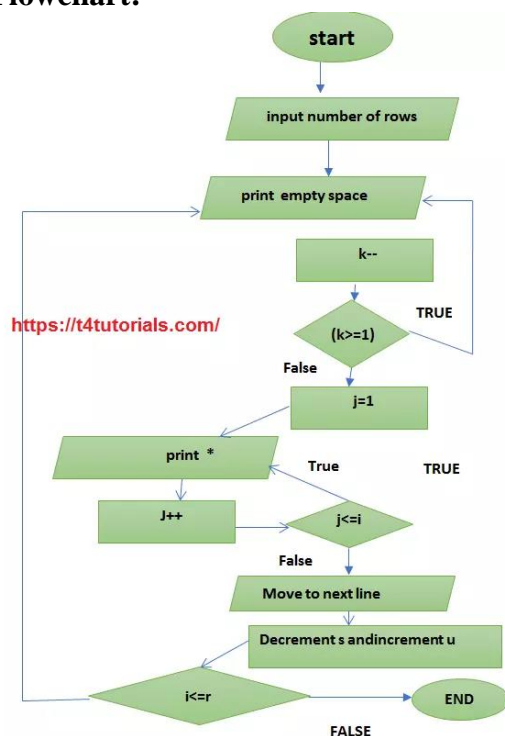 Flowchart:
start
input number of rows
print empty space
k--
https://t4tutorials.com/
TRUE
(k>=1)
False
j=1
print *
True
TRUE
J++
j<=i
False
Move to next line
Decrement s andincrement u
i<=r
END
FALSE